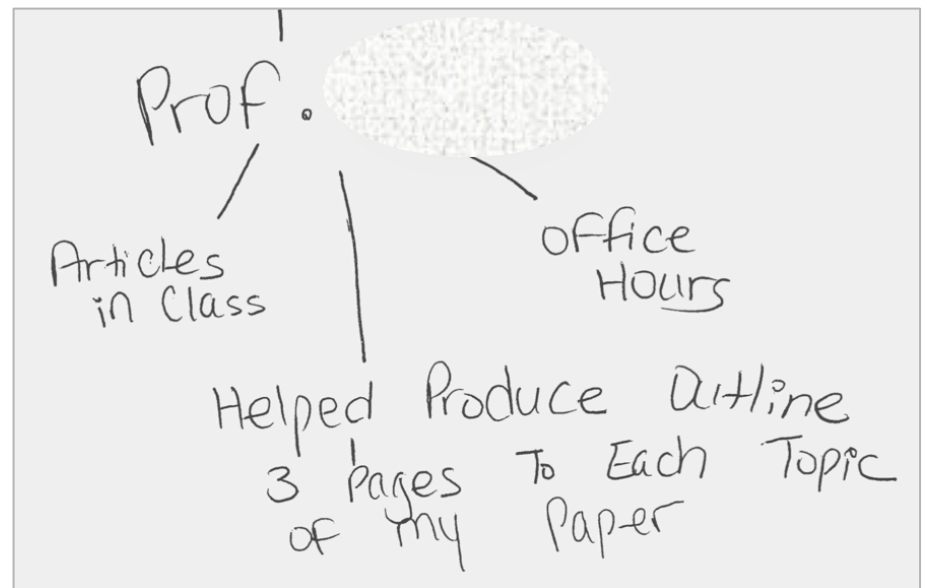 Prof.
Articles
in Class
Office
Hours
Helped Produce Outline
3 Pages To Each Topic
of my Paper